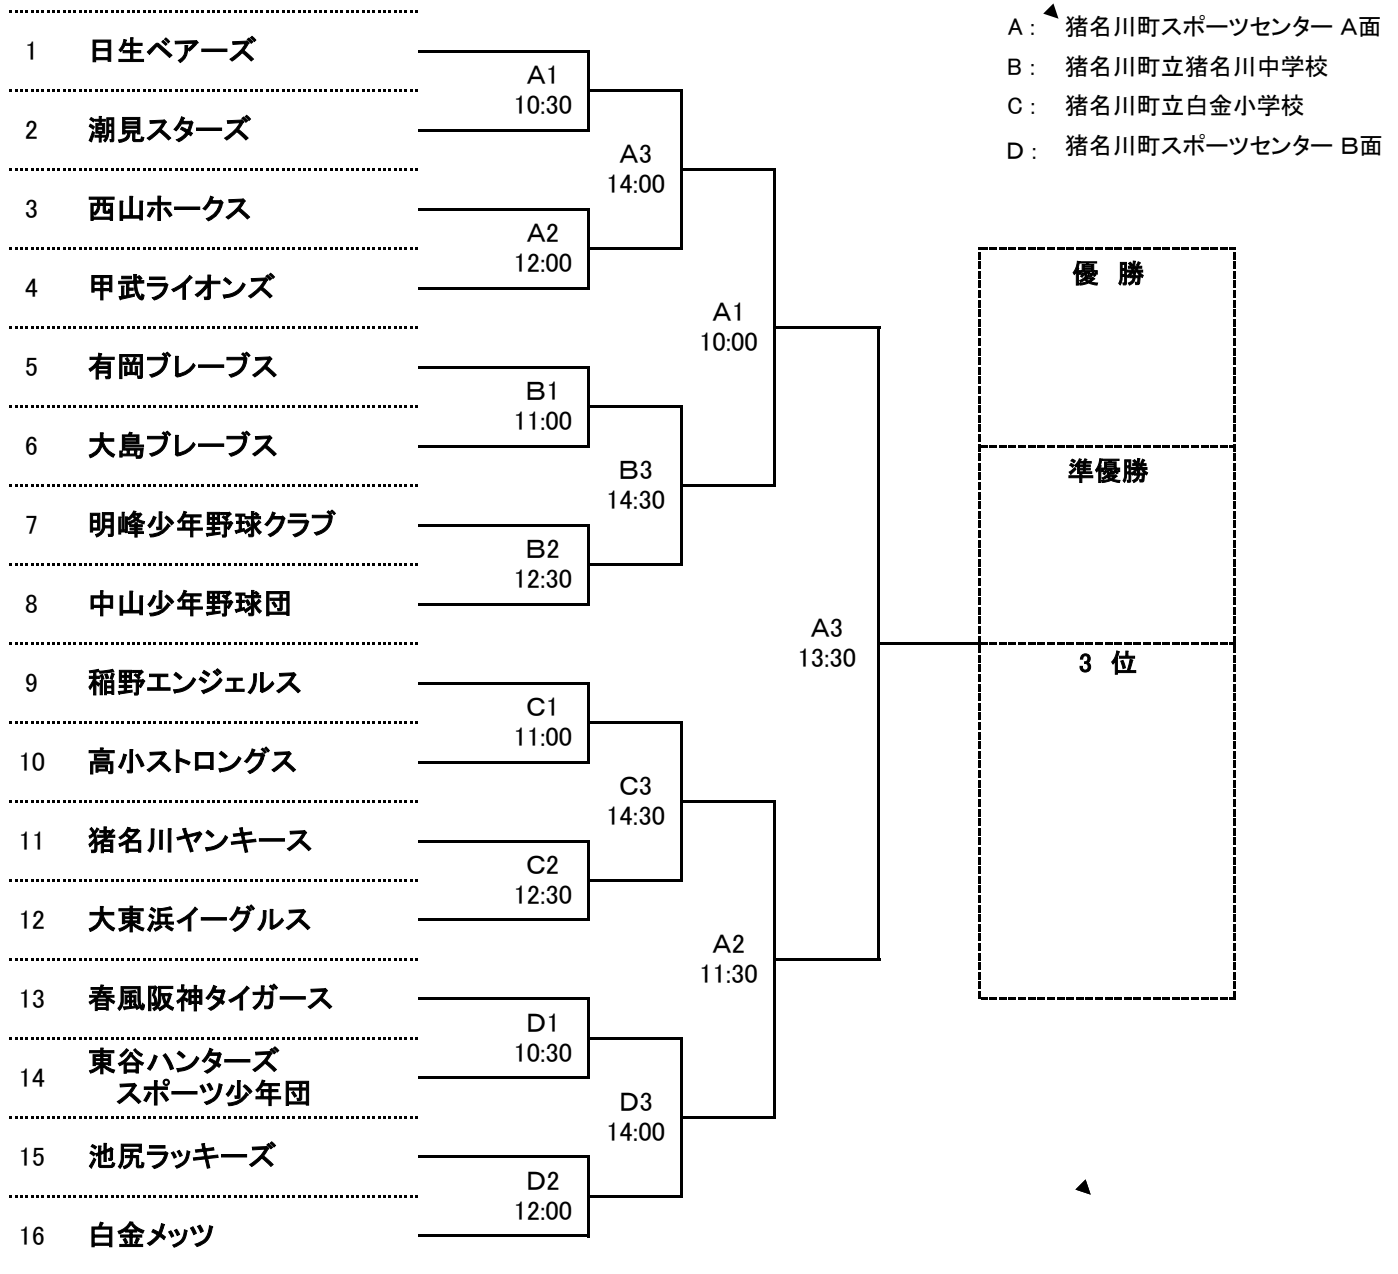 A : 猪名川町スポーツセンター A面
B : 猪名川町立猪名川中学校
C : 猪名川町立白金小学校
D : 猪名川町スポーツセンター B面
1 日生ベアーズ
A1
10:30
2 潮見スターズ
A3
14:00
3 西山ホークス
A2
12:00
4 甲武ライオンズ
A1
10:00
5 有岡ブレーブス
B1
11:00
6 大島ブレーブス
B3
14:30
7 明峰少年野球クラブ
B2
12:30
8 中山少年野球団
A3
13:30
9 稲野エンジェルス
C1
11:00
10 高小ストロングス
C3
14:30
11 猪名川ヤンキース
C2
12:30
12 大東浜イーグルス
A2
11:30
13 春風阪神タイガース
D1
10:30
14 東谷ハンターズ
スポーツ少年団
D3
14:00
15 池尻ラッキーズ
D2
12:00
16 白金メッツ
優 勝
準優勝
3 位